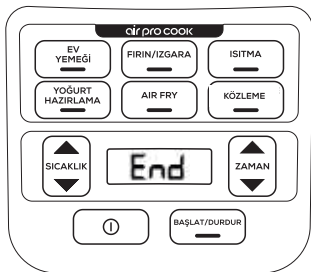 air pro cook
EV
YEMEĞİ
FIRIN/IZGARA
ISITMA
YOĞURT
HAZIRLAMA
AIR FRY
KÖZLEME
SICAKLIK
End
ZAMAN
BAŞLAT/DURDUR